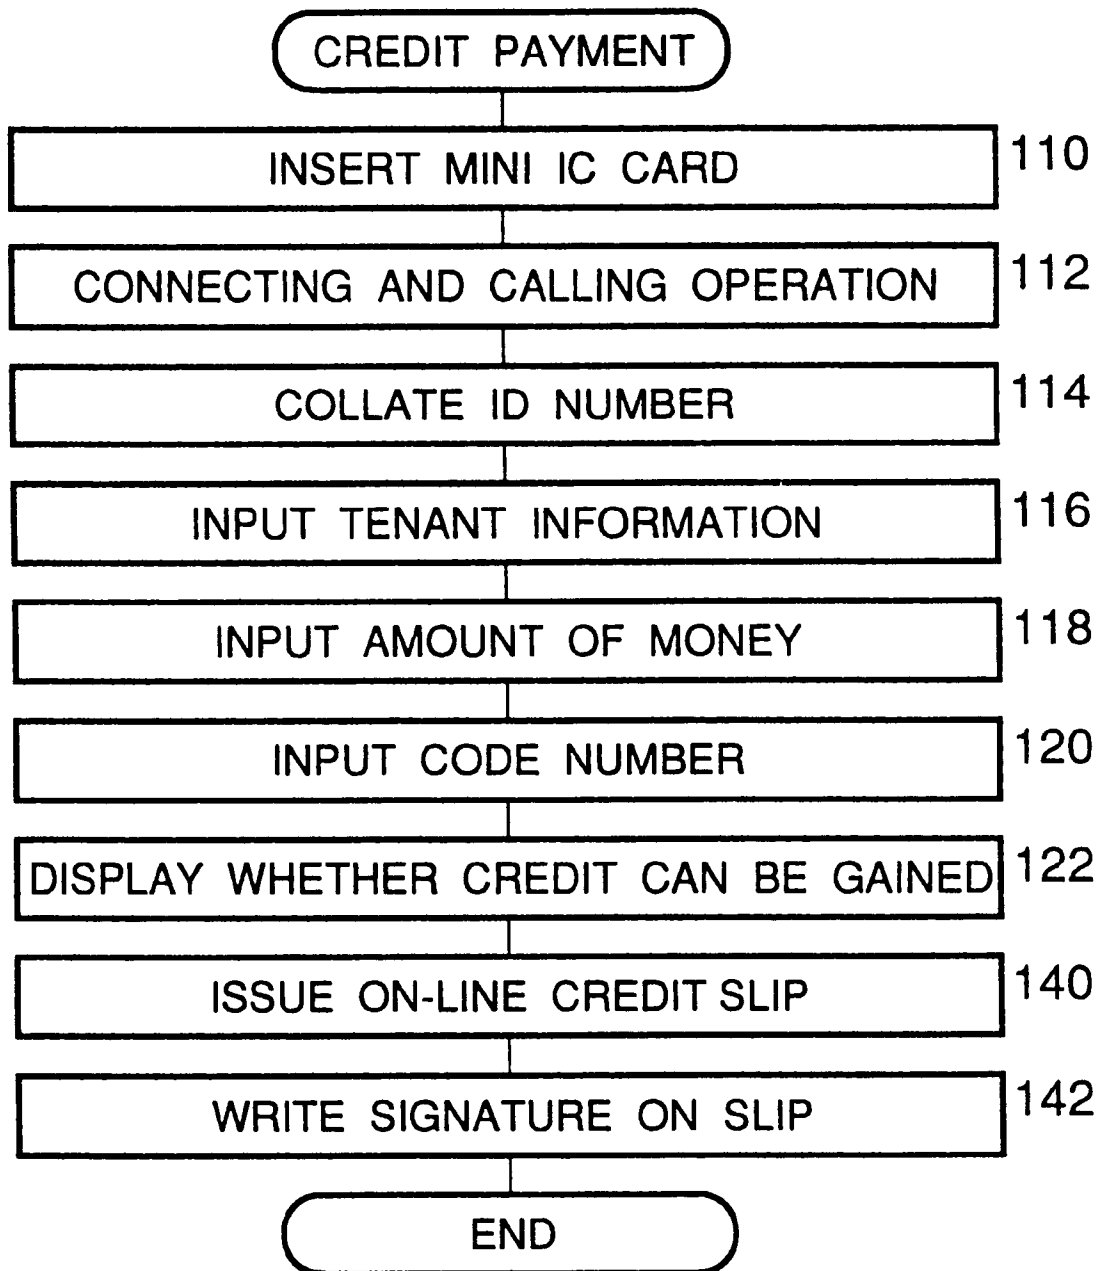 CREDIT PAYMENT
INSERT MINI IC CARD 110
CONNECTING AND CALLING OPERATION 112
COLLATE ID NUMBER 114
INPUT TENANT INFORMATION 116
INPUT AMOUNT OF MONEY 118
INPUT CODE NUMBER 120
DISPLAY WHETHER CREDIT CAN BE GAINED 122
ISSUE ON-LINE CREDIT SLIP 140
WRITE SIGNATURE ON SLIP 142
END